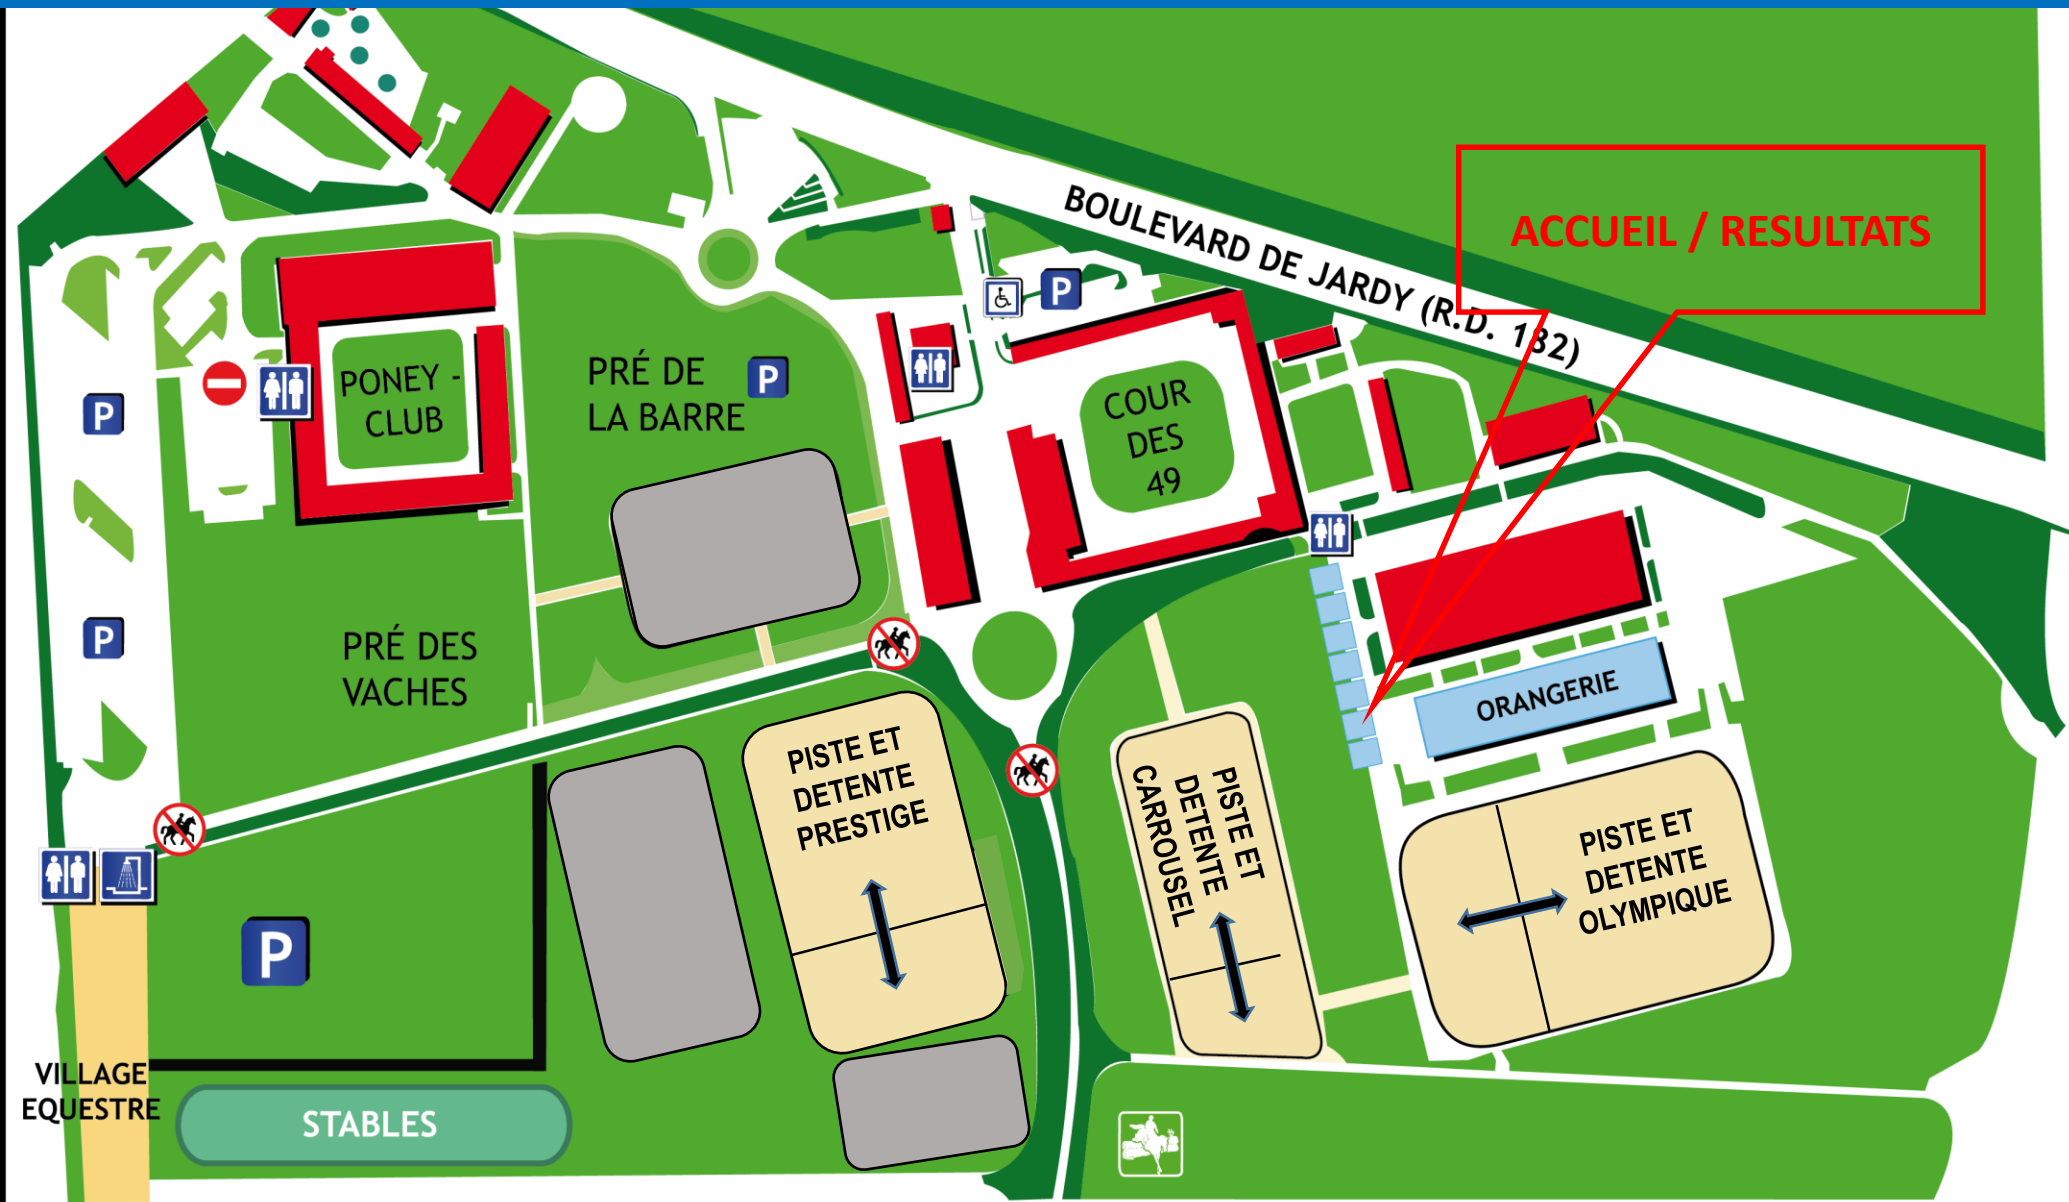 ACCUEIL / RESULTATS
BOULEVARD DE JARDY (R.D. 182)
P
PONEY -
CLUB
PRÉ DE
LA BARRE
P
COUR
DES
49
P
P
PRÉ DES
VACHES
ORANGERIE
PISTE ET
DETENTE
PRESTIGE
PISTE ET
DETENTE
CARROUSEL
PISTE ET
DETENTE
OLYMPIQUE
P
VILLAGE
EQUESTRE
STABLES